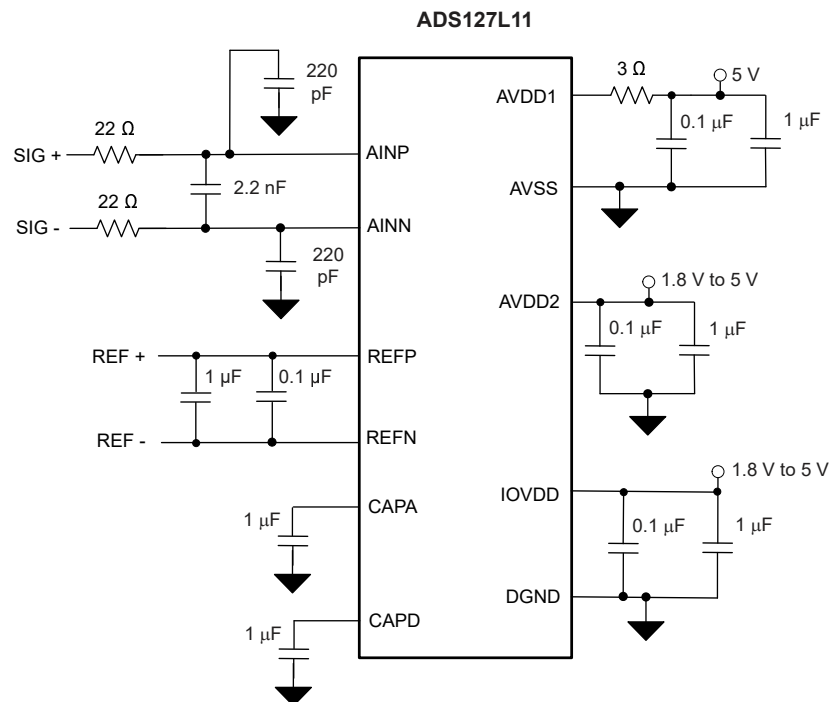 ADS127L11
220
pF
22 Ω
SIG +
2.2 nF
22 Ω
SIG -
220
pF
AINP
AINN
REF +
1 μF
0.1 μF
REF -
REFP
REFN
1 μF
CAPA
1 μF
CAPD
AVDD1
3 Ω
5 V
0.1 μF
1 μF
AVSS
AVDD2
1.8 V to 5 V
0.1 μF
1 μF
IOVDD
1.8 V to 5 V
0.1 μF
1 μF
DGND